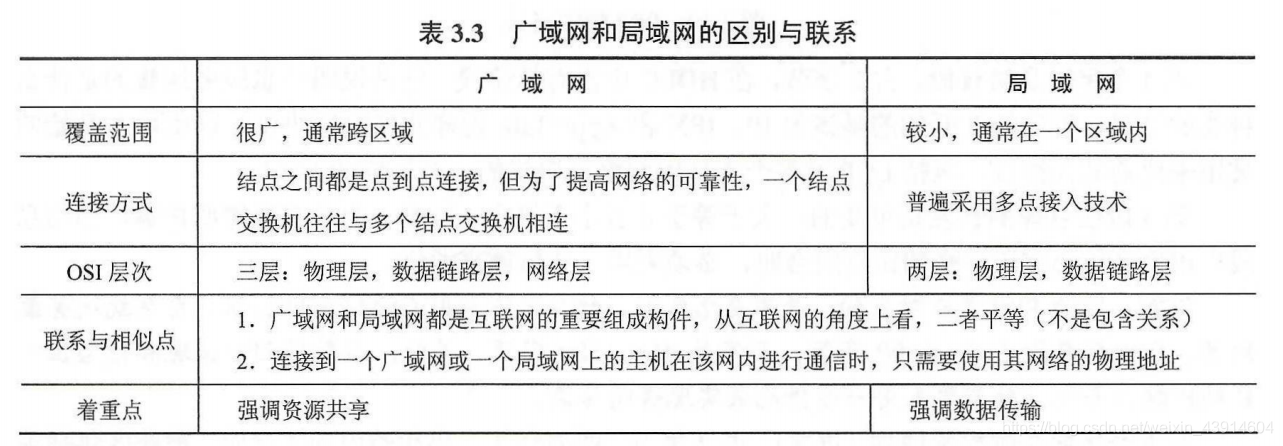 表 3.3 广域网和局域网的区别与联系
广 域 网 局 域 网
覆盖范围 很广，通常跨区域 较小，通常在一个区域内
连接方式 结点之间都是点到点连接，但为了提高网络的可靠性，一个结点 普遍采用多点接入技术
交换机往往与多个结点交换机相连
OSI 层次 三层：物理层，数据链路层，网络层 两层：物理层，数据链路层
联系与相似点 1．广域网和局域网都是互联网的重要组成构件，从互联网的角度上看，二者平等（不是包含关系）
2．连接到一个广域网或一个局域网上的主机在该网内进行通信时，只需要使用其网络的物理地址
着重点 强调资源共享 强调数据传输
https://blog.csdn.net/weixin_43914604